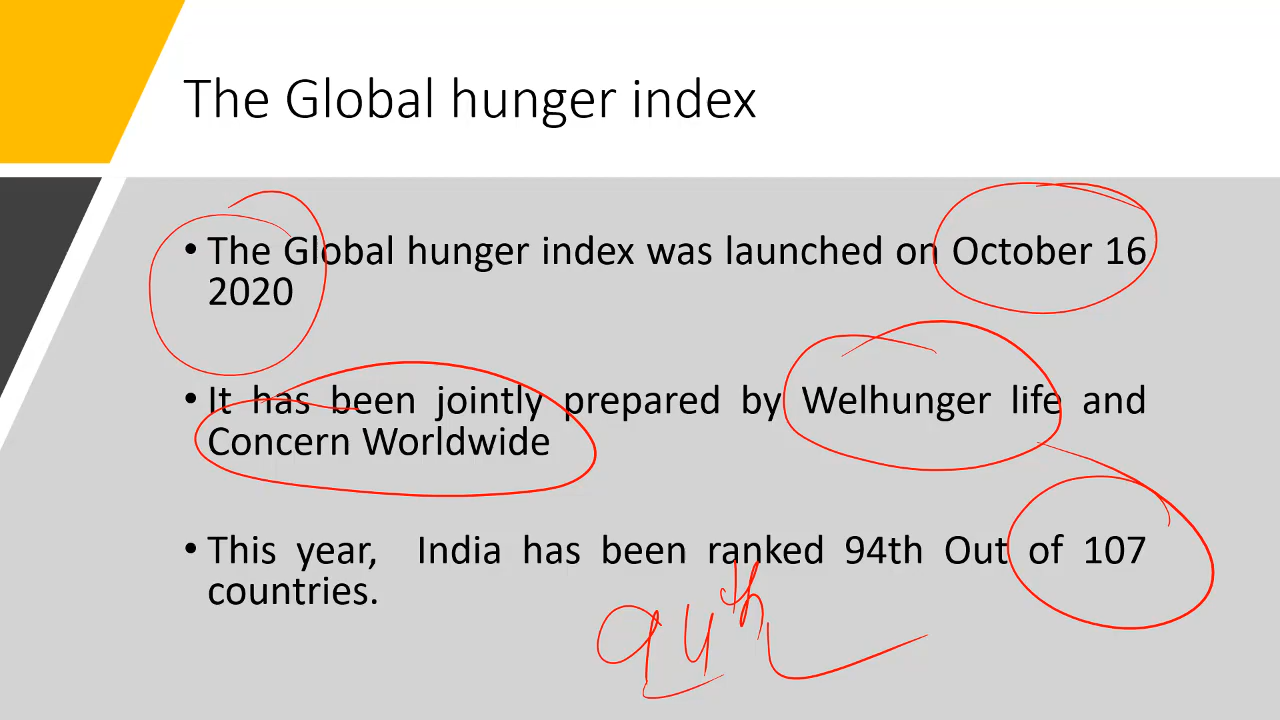 The Global hunger index
• The Global hunger index was launched on October 16
2020
• It has been jointly prepared by Welhunger life and
Concern Worldwide
• This year, India has been ranked 94th Out of 107
countries.
94th